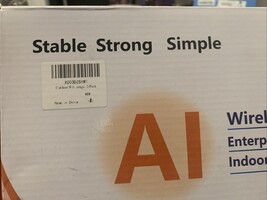 Stable Strong Simple
AI
Wirel
Enterp
Indoor